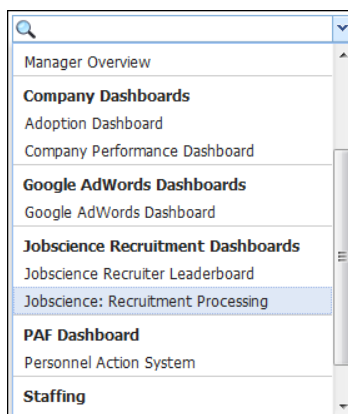 Manager Overview
Company Dashboards
Adoption Dashboard
Company Performance Dashboard
Google AdWords Dashboards
Google AdWords Dashboard
Jobscience Recruitment Dashboards
Jobscience Recruiter Leaderboard
Jobscience: Recruitment Processing
PAF Dashboard
Personnel Action System
Staffing